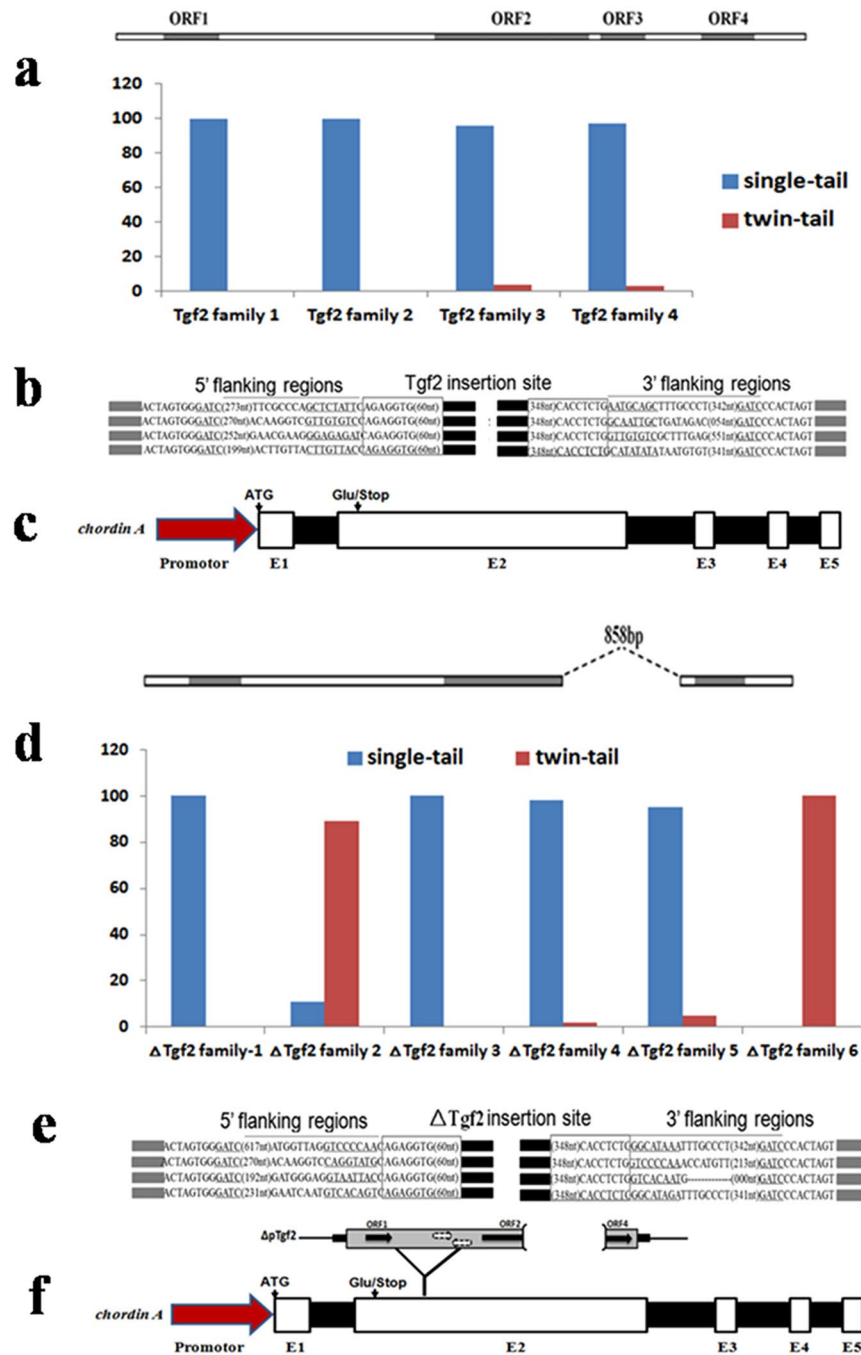 ORF1 ORF2 ORF3 ORF4
a
120
100
80
60
40
20
0
single-tail
twin-tail
Tgf2 family 1 Tgf2 family 2 Tgf2 family 3 Tgf2 family 4
b
5' flanking regions Tgf2 insertion site 3' flanking regions
ACTAGTGGGATC(273nt)TTCGCCCAGCTCTATTCAGAGGTG(60nt) (348nt)CACCTCTGAATGCAGCTTTGCCCT(342nt)GATCCCACTAGT
ACTAGTGGGATC(270nt)ACAAGGTCGTTGTGTCCAGAGGTG(60nt) : (348nt)CACCTCTGGCAATTGCTGATAGAC(054nt)GATCCCACTAGT
ACTAGTGGGATC(252nt)GAACGAAGGGAGAGATCAGAGGTG(60nt) (348nt)CACCTCTGGTTGTGTCGCTTTGAG(551nt)GATCCCACTAGT
ACTAGTGGGATC(199nt)ACTTGTTACTTGTTACCAGAGGTG(60nt) (348nt)CACCTCTGCATATATATAATGTGT(341nt)GATCCCACTAGT
c
ATG Glu/Stop
chordin A
Promotor E1 E2 E3 E4 E5
858bp
d
120
100
80
60
40
20
0
single-tail twin-tail
ΔTgf2 family-1 ΔTgf2 family 2 ΔTgf2 family 3 ΔTgf2 family 4 ΔTgf2 family 5 ΔTgf2 family 6
e
5' flanking regions ΔTgf2 insertion site 3' flanking regions
ACTAGTGGGATC(617nt)ATGGTTAGGTCCCCAACAGAGGTG(60nt) (348nt)CACCTCTGGGCATAAATTTGCCCT(342nt)GATCCCACTAGT
ACTAGTGGGATC(270nt)ACAAGGTCCAGGTATGCAGAGGTG(60nt) (348nt)CACCTCTGGTCCCCAAACCATGTT(213nt)GATCCCACTAGT
ACTAGTGGGATC(192nt)GATGGGAGGTAATTACCAGAGGTG(60nt) (348nt)CACCTCTGGTCACAATG-----------(000nt)GATCCCACTAGT
ACTAGTGGGATC(231nt)GAATCAATGTCACAGTCAGAGGTG(60nt) (348nt)CACCTCTGGGCATAGATTTGCCCT(341nt)GATCCCACTAGT
ΔpTgf2 ORF1 ORF2 ORF4
f
ATG Glu/Stop
chordin A
Promotor E1 E2 E3 E4 E5